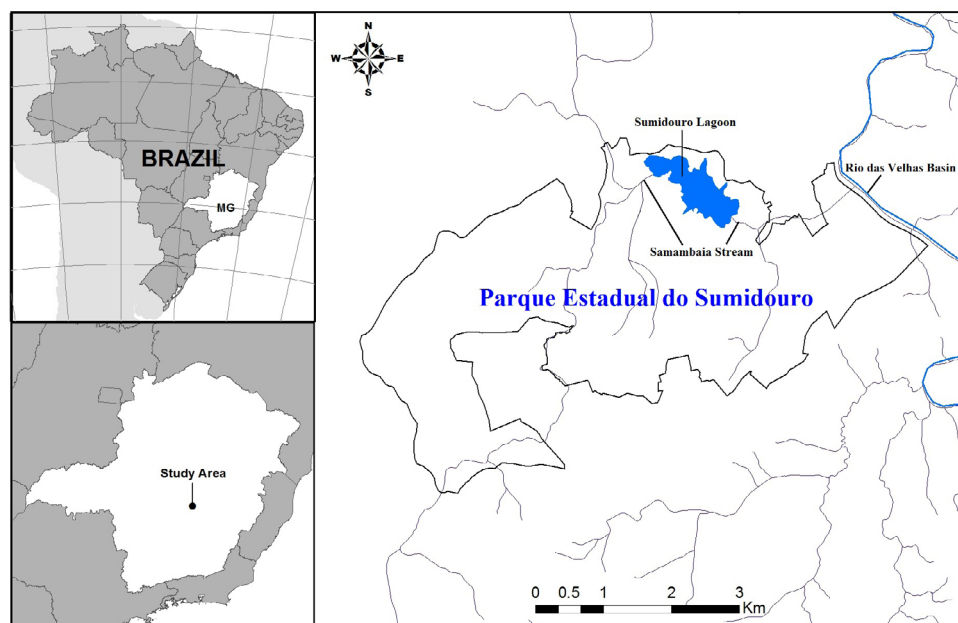 BRAZIL
MG
Study Area
N
W E
S
Sumidouro Lagoon
Rio das Velhas Basin
Samambaia Stream
Parque Estadual do Sumidouro
0 0.5 1 2 3
Km